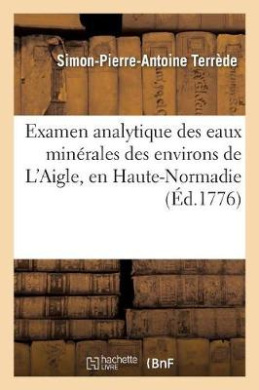 Simon-Pierre-Antoine Terrède
Examen analytique des eaux
minérales des environs de
L'Aigle, en Haute-Normadie
(Éd.1776)
hachette
LIVRE
(BnF